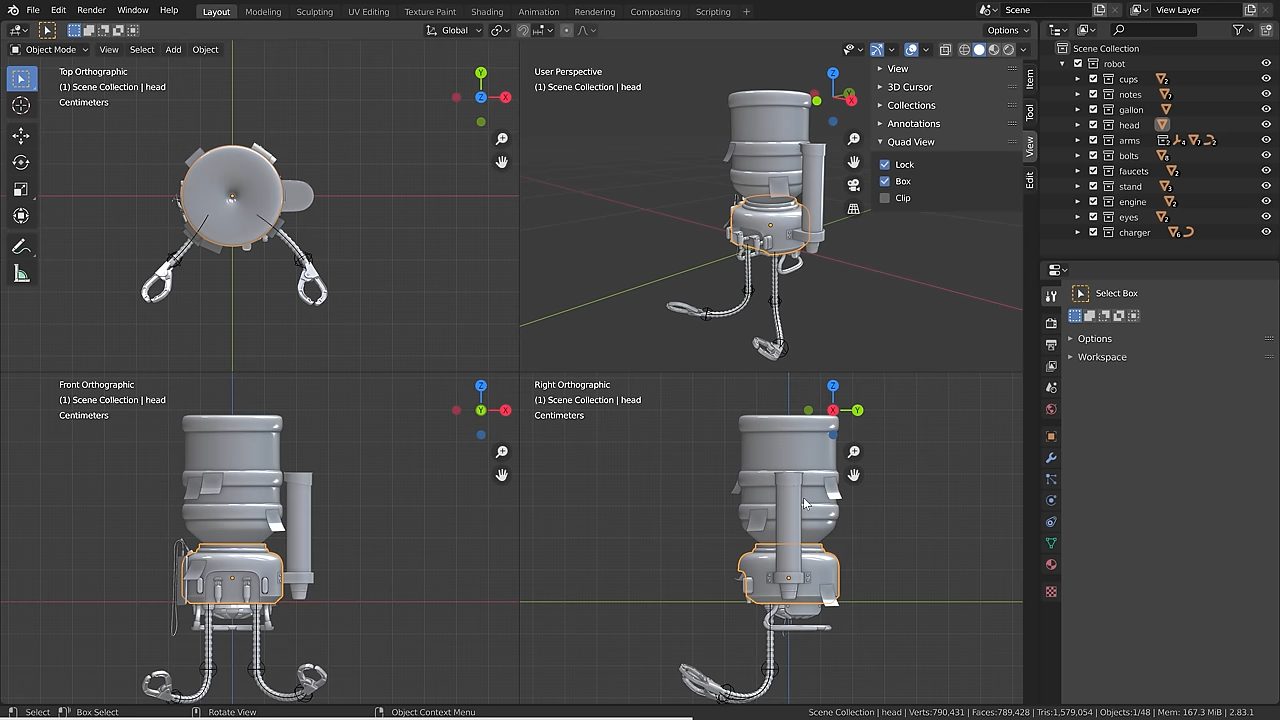 File Edit Render Window Help Layout Modeling Sculpting UV Editing Texture Paint Shading Animation Rendering Compositing Scripting + Scene View Layer
Global Options
Object Mode View Select Add Object
Top Orthographic
(1) Scene Collection | head
Centimeters
User Perspective
(1) Scene Collection | head
View
3D Cursor
Collections
Annotations
Quad View
Lock
Box
Clip
Item
Tool
View
Edit
Scene Collection
robot
cups
notes
gallon
head
arms
bolts
faucets
stand
engine
eyes
charger
Select Box
Options
Workspace
Front Orthographic
(1) Scene Collection | head
Centimeters
Right Orthographic
(1) Scene Collection | head
Centimeters
Select Box Select Rotate View Object Context Menu Scene Collection | head | Verts:790,431 | Faces:789,428 | Tris:1,579,054 | Objects:1/48 | Mem: 167.3 MiB | 2.83.1